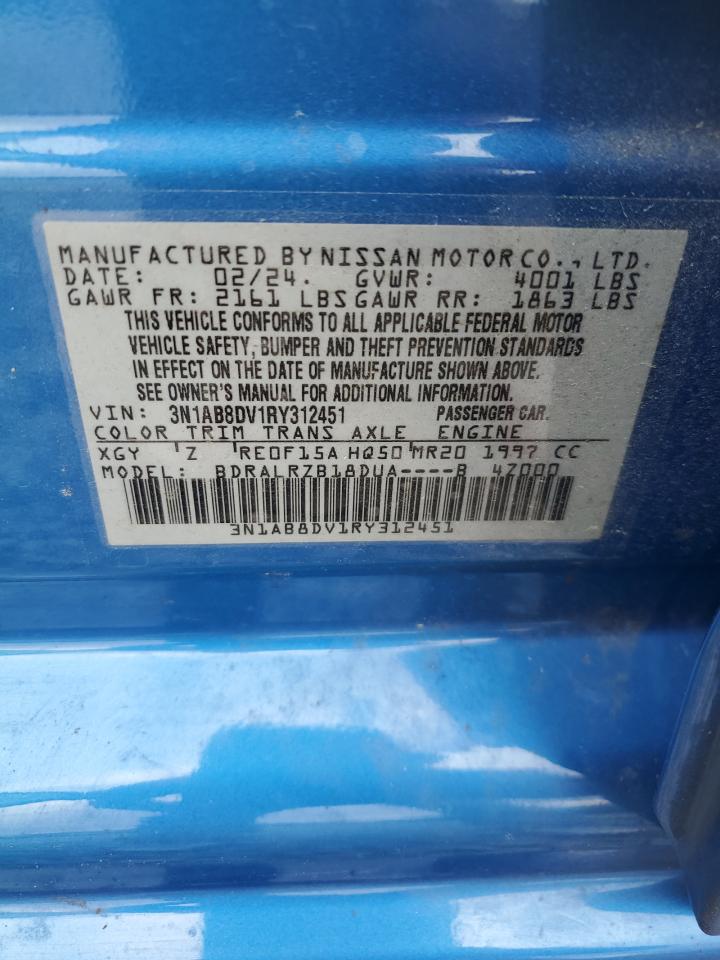 MANUFACTURED BY NISSAN MOTOR CO., LTD.
DATE: 02/24. GVWR: 4001 LBS
GAWR FR: 2161 LBS GAWR RR: 1863 LBS
THIS VEHICLE CONFORMS TO ALL APPLICABLE FEDERAL MOTOR
VEHICLE SAFETY, BUMPER AND THEFT PREVENTION STANDARDS
IN EFFECT ON THE DATE OF MANUFACTURE SHOWN ABOVE.
SEE OWNER'S MANUAL FOR ADDITIONAL INFORMATION.
VIN: 3N1AB8DV1RY312451 PASSENGER CAR.
COLOR TRIM TRANS AXLE ENGINE
XGY 'Z 'RE0F15A HQ50 MR20 1997 CC
MODEL: BDRALRZB18DUA----B 4Z000
3N1AB8DV1RY312451